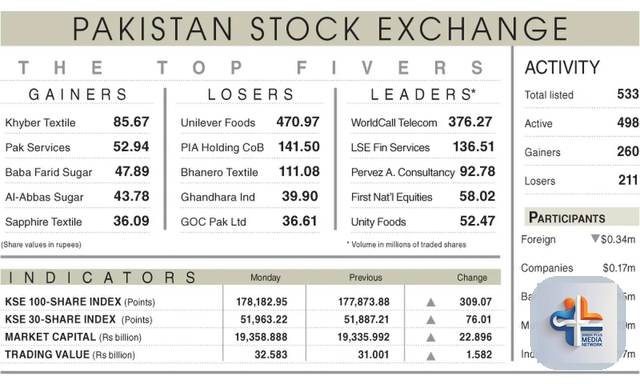 PAKISTAN STOCK EXCHANGE
THE TOP FIVERS
GAINERS
Khyber Textile 85.67
Pak Services 52.94
Baba Farid Sugar 47.89
Al-Abbas Sugar 43.78
Sapphire Textile 36.09
(Share values in rupees)
LOSERS
Unilever Foods 470.97
PIA Holding CoB 141.50
Bhanero Textile 111.08
Ghandhara Ind 39.90
GOC Pak Ltd 36.61
LEADERS*
WorldCall Telecom 376.27
LSE Fin Services 136.51
Pervez A. Consultancy 92.78
First Nat'l Equities 58.02
Unity Foods 52.47
* Volume in millions of traded shares
ACTIVITY
Total listed 533
Active 498
Gainers 260
Losers 211
PARTICIPANTS
Foreign ▼$0.34m
Companies $0.17m
INDICATORS Monday Previous Change
KSE 100-SHARE INDEX (Points) 178,182.95 177,873.88 ▲ 309.07
KSE 30-SHARE INDEX (Points) 51,963.22 51,887.21 ▲ 76.01
MARKET CAPITAL (Rs billion) 19,358.888 19,335.992 ▲ 22.896
TRADING VALUE (Rs billion) 32.583 31.001 ▲ 1.582
MEDIA
NETWORK